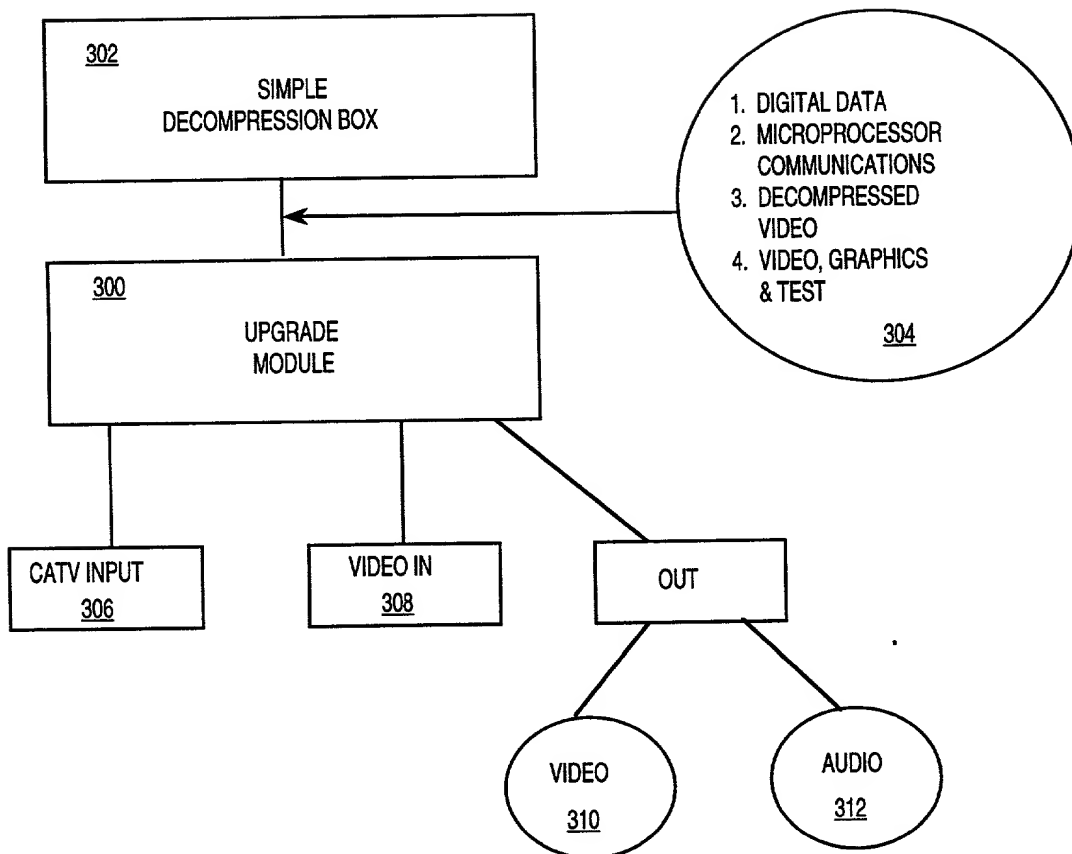 302
SIMPLE
DECOMPRESSION BOX
1. DIGITAL DATA
2. MICROPROCESSOR
COMMUNICATIONS
3. DECOMPRESSED
VIDEO
4. VIDEO, GRAPHICS
& TEST
304
300
UPGRADE
MODULE
CATV INPUT
306
VIDEO IN
308
OUT
VIDEO
310
AUDIO
312